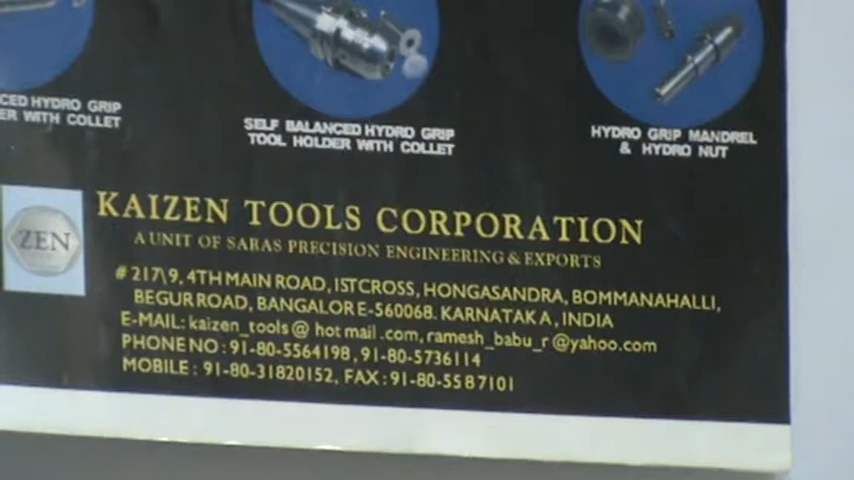 CED HYDRO GRIP
ER WITH COLLET
SELF BALANCED HYDRO GRIP
TOOL HOLDER WITH COLLET
HYDRO GRIP MANDREL
& HYDRO NUT
ZEN
KAIZEN TOOLS CORPORATION
A UNIT OF SARAS PRECISION ENGINEERING & EXPORTS
# 217\9, 4TH MAIN ROAD, ISTCROSS, HONGASANDRA, BOMMANAHALLI,
BEGUR ROAD, BANGALORE-560068. KARNATAKA, INDIA
E-MAIL: kaizen_tools@hotmail.com, ramesh_babu_r@yahoo.com
PHONE NO : 91-80-5564198, 91-80-5736114
MOBILE : 91-80-31820152, FAX : 91-80-5587101